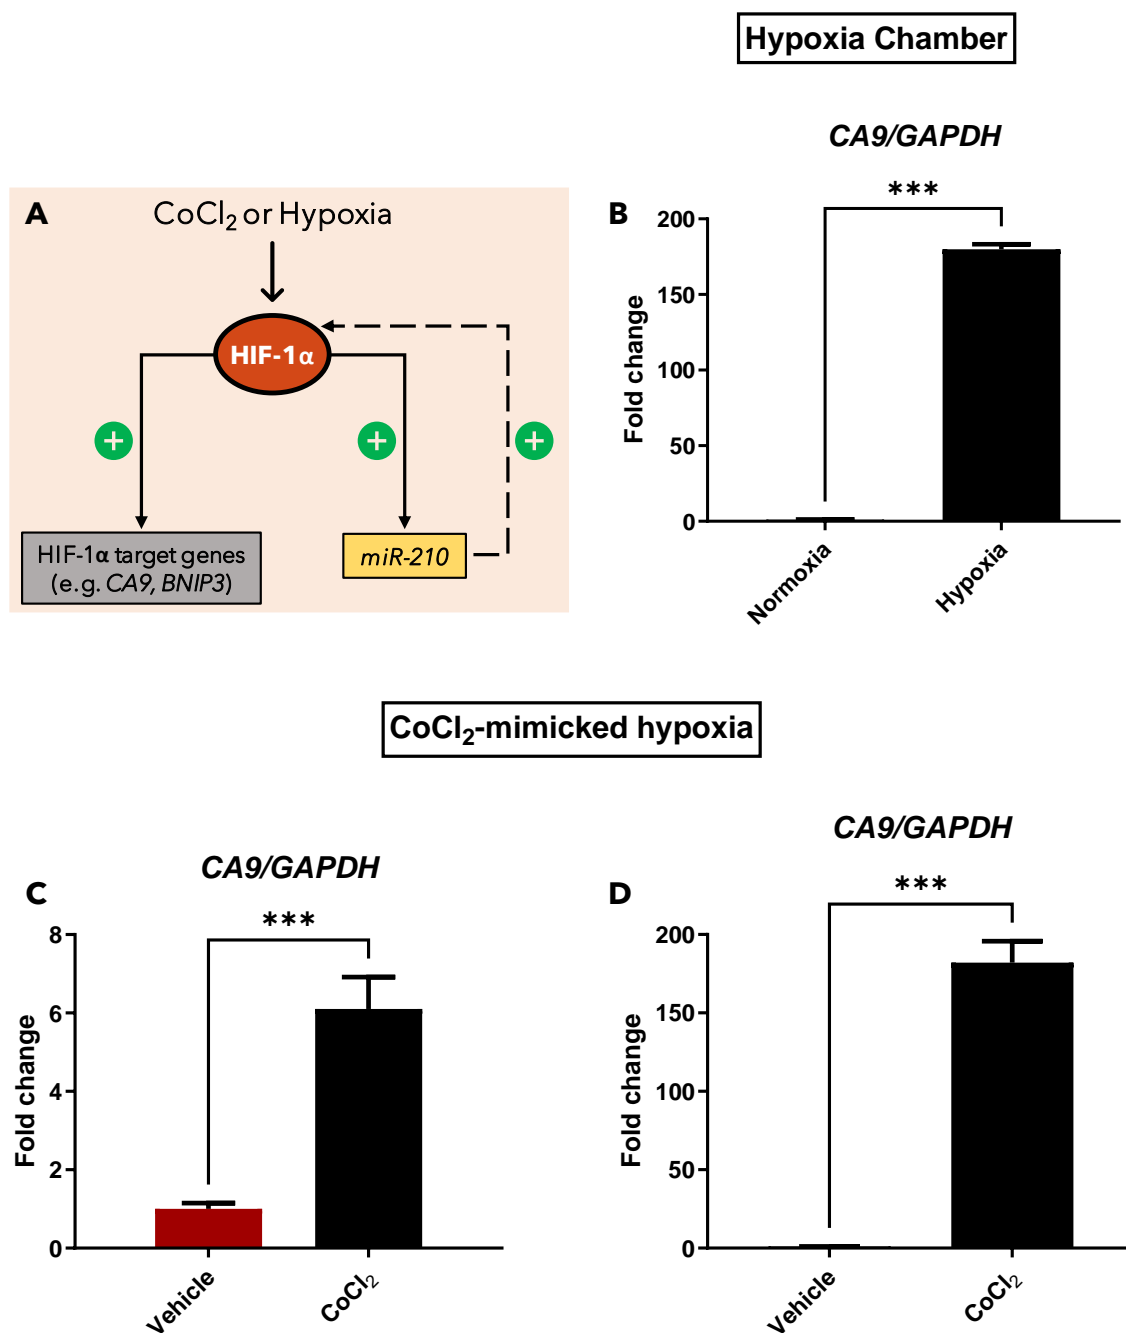 Hypoxia Chamber
A
CoCl₂ or Hypoxia
HIF-1α
+
+
+
HIF-1α target genes
(e.g. CA9, BNIP3)
miR-210
B
CA9/GAPDH
***
Fold change
200
150
100
50
0
Normoxia
Hypoxia
CoCl₂-mimicked hypoxia
C
CA9/GAPDH
***
Fold change
8
6
4
2
0
Vehicle
CoCl₂
D
CA9/GAPDH
***
Fold change
200
150
100
50
0
Vehicle
CoCl₂